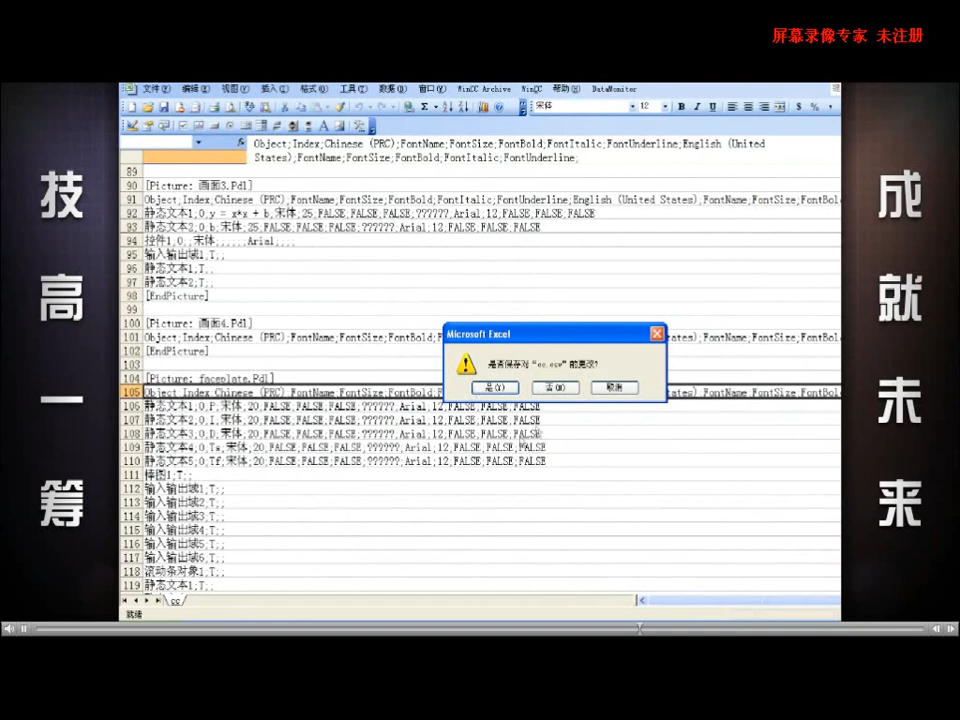 屏幕录像专家 未注册
文件(F) 编辑(E) 视图(V) 插入(I) 格式(O) 工具(T) 数据(D) 窗口(W) WinCC Archive WinCC 帮助(H) DataMonitor
宋体 12 B I U $ %
fx Object;Index;Chinese (PRC);FontName;FontSize;FontBold;FontItalic;FontUnderline;English (United
States);FontName;FontSize;FontBold;FontItalic;FontUnderline;
89
90 [Picture: 画面3.Pdl]
91 Object;Index;Chinese (PRC);FontName;FontSize;FontBold;FontItalic;FontUnderline;English (United States);FontName;FontSize;FontBol
92 静态文本1;0;y = x*x + b;宋体;25;FALSE;FALSE;FALSE;??????;Arial;12;FALSE;FALSE;FALSE
93 静态文本2;0;b;宋体;25;FALSE;FALSE;FALSE;??????;Arial;12;FALSE;FALSE;FALSE
94 控件1;0;;宋体;;;;;;Arial;;;;
95 输入输出域1;T;;
96 静态文本1;T;;
97 静态文本2;T;;
98 [EndPicture]
99
100 [Picture: 画面4.Pdl]
101 Object;Index;Chinese (PRC);FontName;FontSize;FontBold; States);FontName;FontSize;FontBol
102 [EndPicture]
103
104 [Picture: faceplate.Pdl]
105 Object;Index;Chinese (PRC);FontName;FontSize;FontBold; States);FontName;FontSize;FontBol
106 静态文本1;0;P;宋体;20;FALSE;FALSE;FALSE;??????;Arial;12;FALSE;FALSE;FALSE
107 静态文本2;0;I;宋体;20;FALSE;FALSE;FALSE;??????;Arial;12;FALSE;FALSE;FALSE
108 静态文本3;0;D;宋体;20;FALSE;FALSE;FALSE;??????;Arial;12;FALSE;FALSE;FALSE
109 静态文本4;0;Ts;宋体;20;FALSE;FALSE;FALSE;??????;Arial;12;FALSE;FALSE;FALSE
110 静态文本5;0;Tf;宋体;20;FALSE;FALSE;FALSE;??????;Arial;12;FALSE;FALSE;FALSE
111 棒图1;T;;
112 输入输出域1;T;;
113 输入输出域2;T;;
114 输入输出域3;T;;
115 输入输出域4;T;;
116 输入输出域5;T;;
117 输入输出域6;T;;
118 滚动条对象1;T;;
119 静态文本1;T;;
cc
就绪
Microsoft Excel
是否保存对“cc.csv”的更改?
是(Y) 否(N) 取消
技高一筹
成就未来